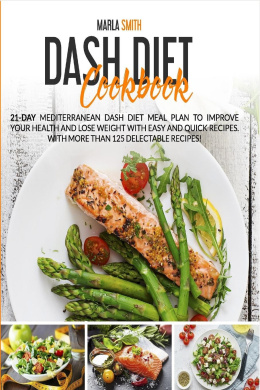 MARLA SMITH
DASH DIET
Cookbook
21-DAY MEDITERRANEAN DASH DIET MEAL PLAN TO IMPROVE
YOUR HEALTH AND LOSE WEIGHT WITH EASY AND QUICK RECIPES.
WITH MORE THAN 125 DELECTABLE RECIPES!